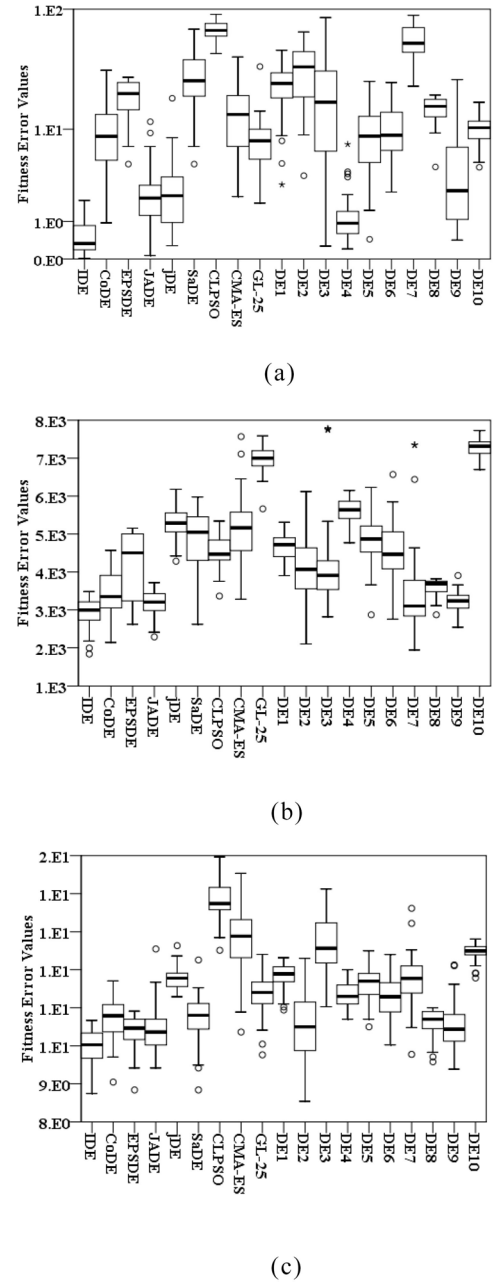 Fitness Error Values
1.E2
1.E1
1.E0
0.E0
IDE CoDE EPSDE JADE jDE SaDE CLPSO CMA-ES GL-25 DE1 DE2 DE3 DE4 DE5 DE6 DE7 DE8 DE9 DE10
(a)
Fitness Error Values
8.E3
7.E3
6.E3
5.E3
4.E3
3.E3
2.E3
1.E3
IDE CoDE EPSDE JADE jDE SaDE CLPSO CMA-ES GL-25 DE1 DE2 DE3 DE4 DE5 DE6 DE7 DE8 DE9 DE10
(b)
Fitness Error Values
2.E1
1.E1
1.E1
1.E1
1.E1
1.E1
9.E0
8.E0
IDE CoDE EPSDE JADE jDE SaDE CLPSO CMA-ES GL-25 DE1 DE2 DE3 DE4 DE5 DE6 DE7 DE8 DE9 DE10
(c)